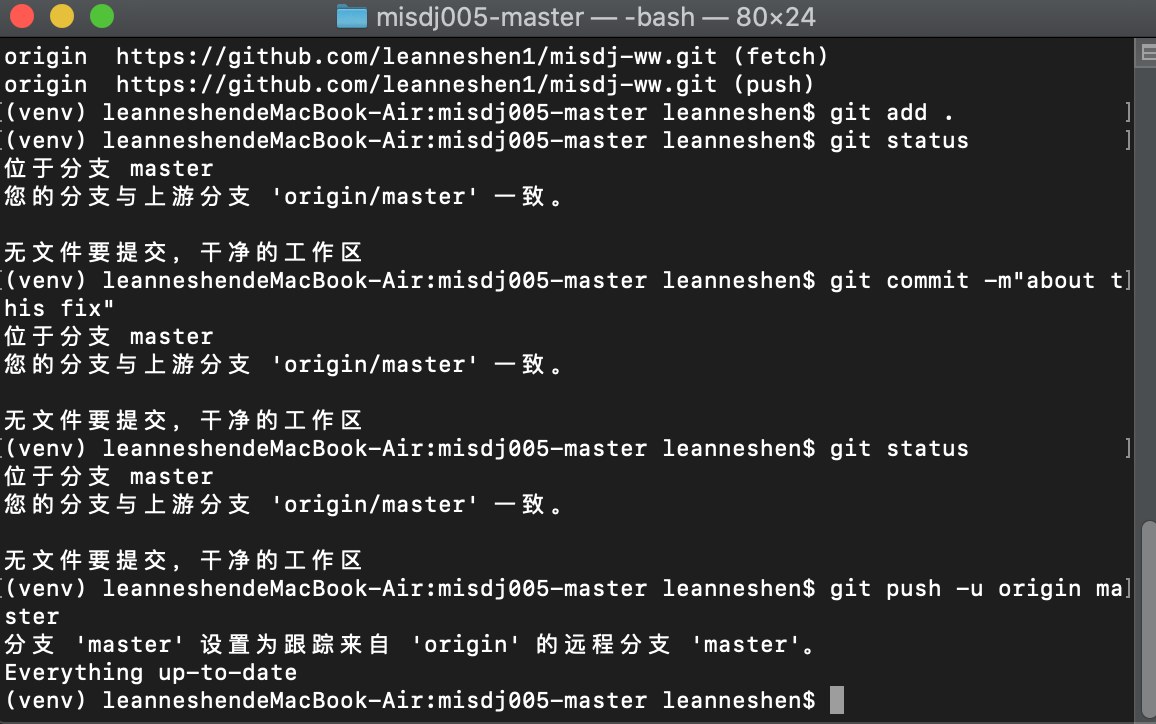 misdj005-master — -bash — 80×24
origin  https://github.com/leanneshen1/misdj-ww.git (fetch)
origin  https://github.com/leanneshen1/misdj-ww.git (push)
[(venv) leanneshendeMacBook-Air:misdj005-master leanneshen$ git add .            ]
[(venv) leanneshendeMacBook-Air:misdj005-master leanneshen$ git status           ]
位于分支 master
您的分支与上游分支 'origin/master' 一致。
无文件要提交，干净的工作区
[(venv) leanneshendeMacBook-Air:misdj005-master leanneshen$ git commit -m"about t]
his fix"
位于分支 master
您的分支与上游分支 'origin/master' 一致。
无文件要提交，干净的工作区
[(venv) leanneshendeMacBook-Air:misdj005-master leanneshen$ git status           ]
位于分支 master
您的分支与上游分支 'origin/master' 一致。
无文件要提交，干净的工作区
[(venv) leanneshendeMacBook-Air:misdj005-master leanneshen$ git push -u origin ma]
ster
分支 'master' 设置为跟踪来自 'origin' 的远程分支 'master'。
Everything up-to-date
(venv) leanneshendeMacBook-Air:misdj005-master leanneshen$